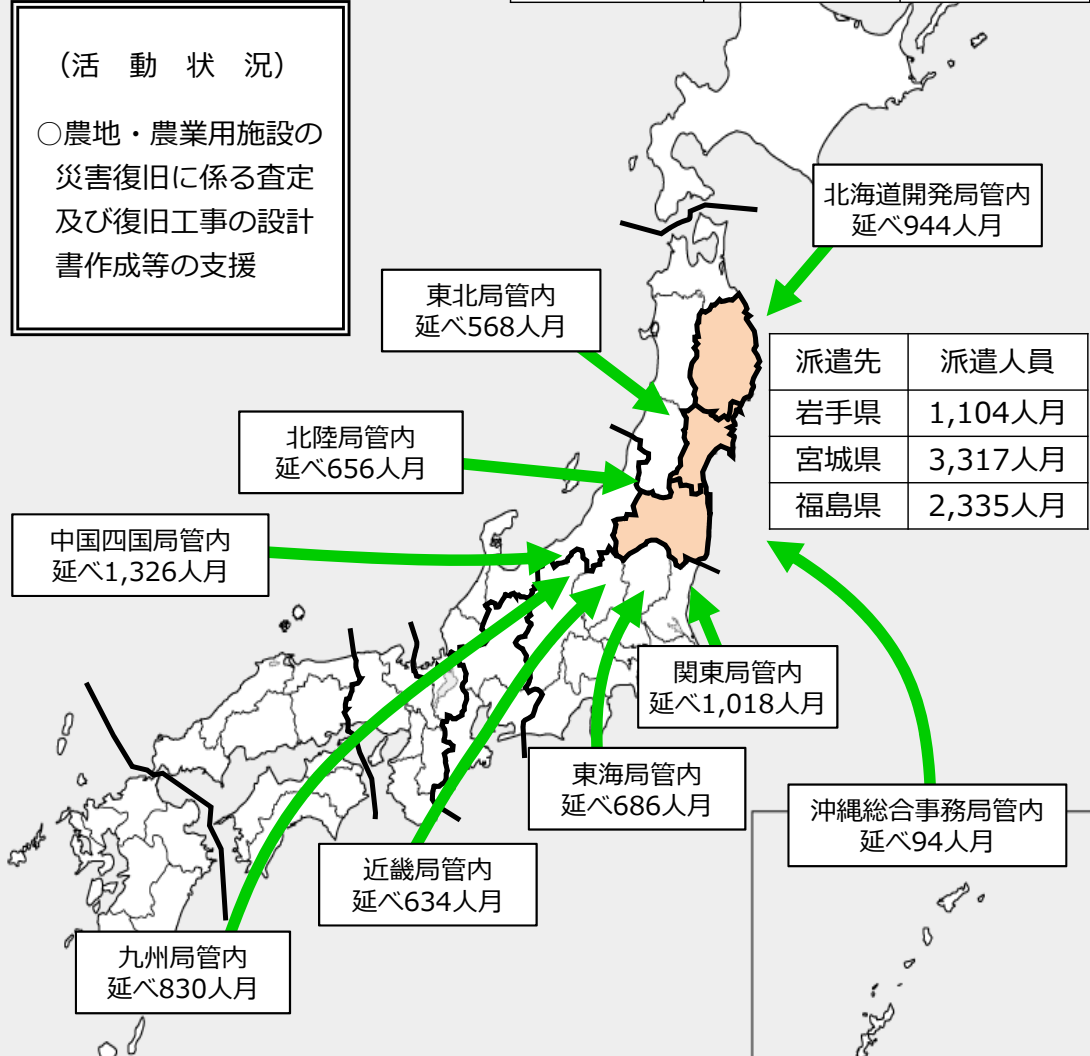 （活　動　状　況）
○農地・農業用施設の
災害復旧に係る査定
及び復旧工事の設計
書作成等の支援
北海道開発局管内
延べ944人月
東北局管内
延べ568人月
派遣先 派遣人員
岩手県 1,104人月
宮城県 3,317人月
福島県 2,335人月
北陸局管内
延べ656人月
中国四国局管内
延べ1,326人月
関東局管内
延べ1,018人月
東海局管内
延べ686人月
沖縄総合事務局管内
延べ94人月
近畿局管内
延べ634人月
九州局管内
延べ830人月